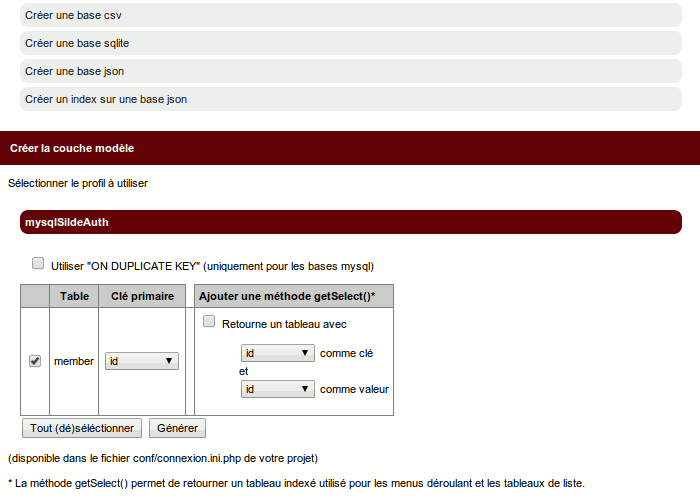 Créer une base csv
Créer une base sqlite
Créer une base json
Créer un index sur une base json
Créer la couche modèle
Sélectionner le profil à utiliser
mysqlSildeAuth
Utiliser "ON DUPLICATE KEY" (uniquement pour les bases mysql)
Table Clé primaire Ajouter une méthode getSelect()*
Retourne un tableau avec
id comme clé
member id
et
id comme valeur
Tout (dé)séléctionner Générer
(disponible dans le fichier conf/connexion.ini.php de votre projet)
* La méthode getSelect() permet de retourner un tableau indexé utilisé pour les menus déroulant et les tableaux de liste.